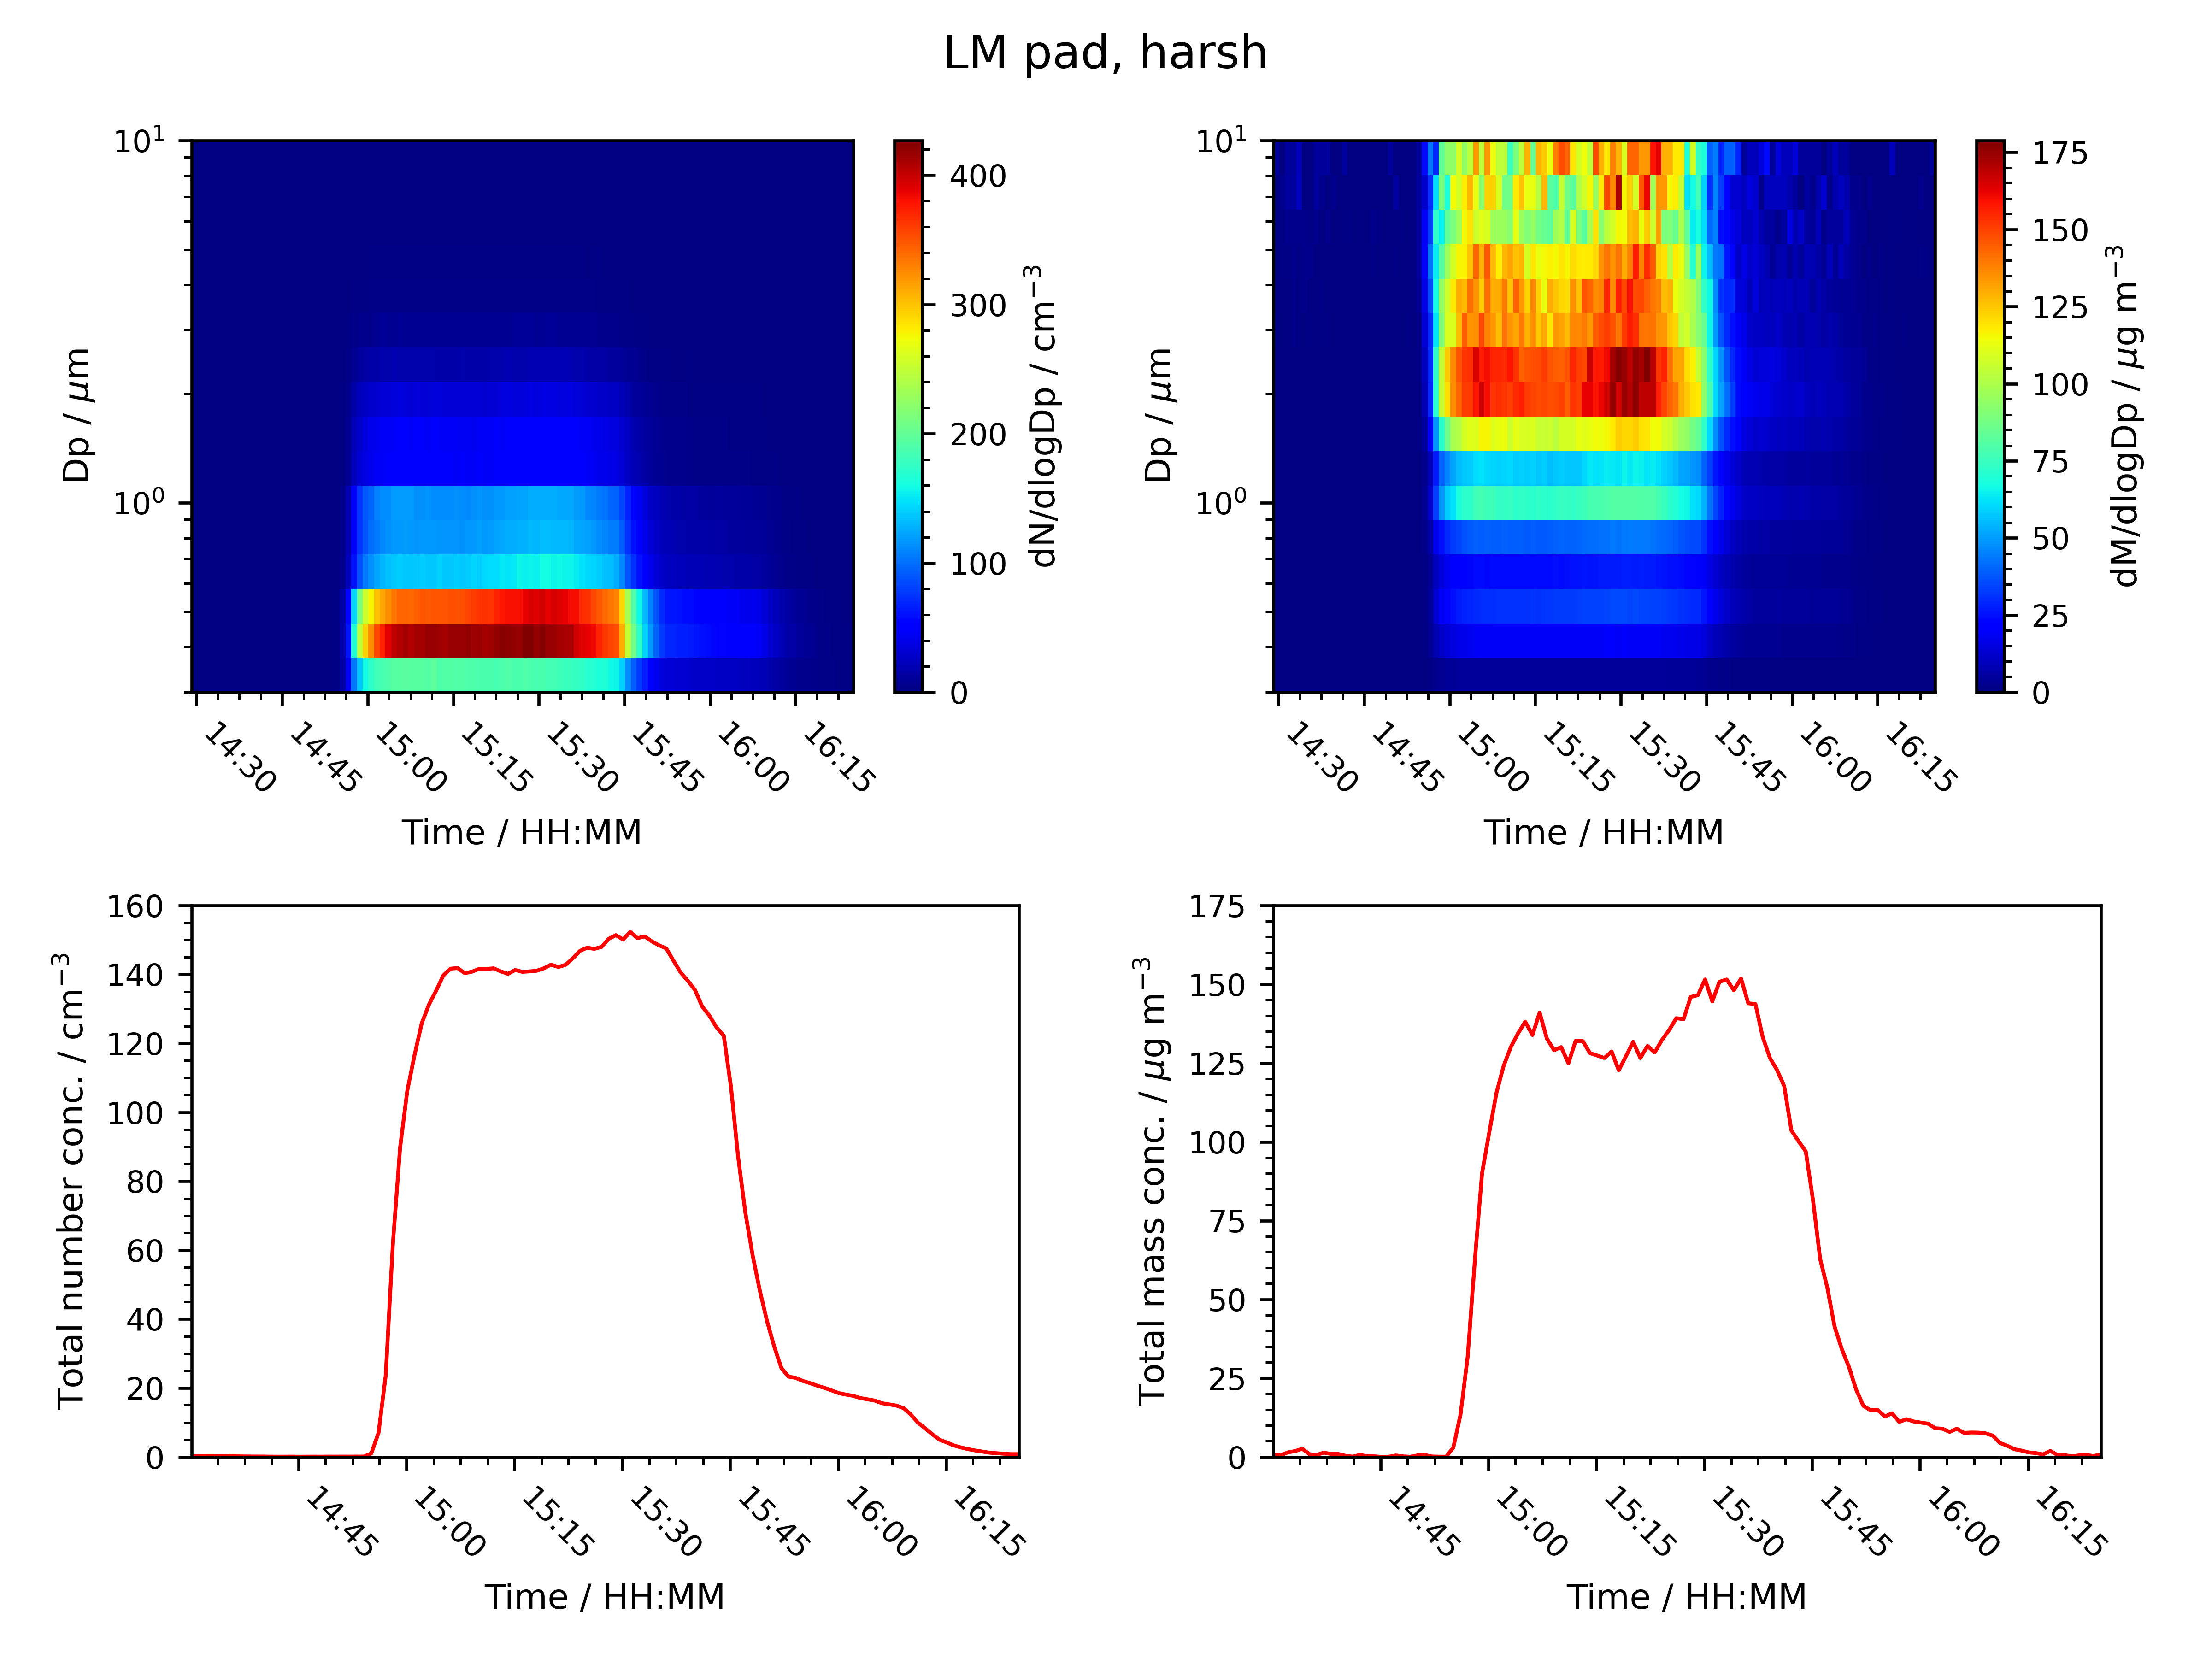 LM pad, harsh
10¹
10⁰
Dp / μm
14:30 14:45 15:00 15:15 15:30 15:45 16:00 16:15
Time / HH:MM
400
300
200
100
0
dN/dlogDp / cm⁻³
10¹
10⁰
Dp / μm
14:30 14:45 15:00 15:15 15:30 15:45 16:00 16:15
Time / HH:MM
175
150
125
100
75
50
25
0
dM/dlogDp / μg m⁻³
160
140
120
100
80
60
40
20
0
Total number conc. / cm⁻³
14:45 15:00 15:15 15:30 15:45 16:00 16:15
Time / HH:MM
175
150
125
100
75
50
25
0
Total mass conc. / μg m⁻³
14:45 15:00 15:15 15:30 15:45 16:00 16:15
Time / HH:MM